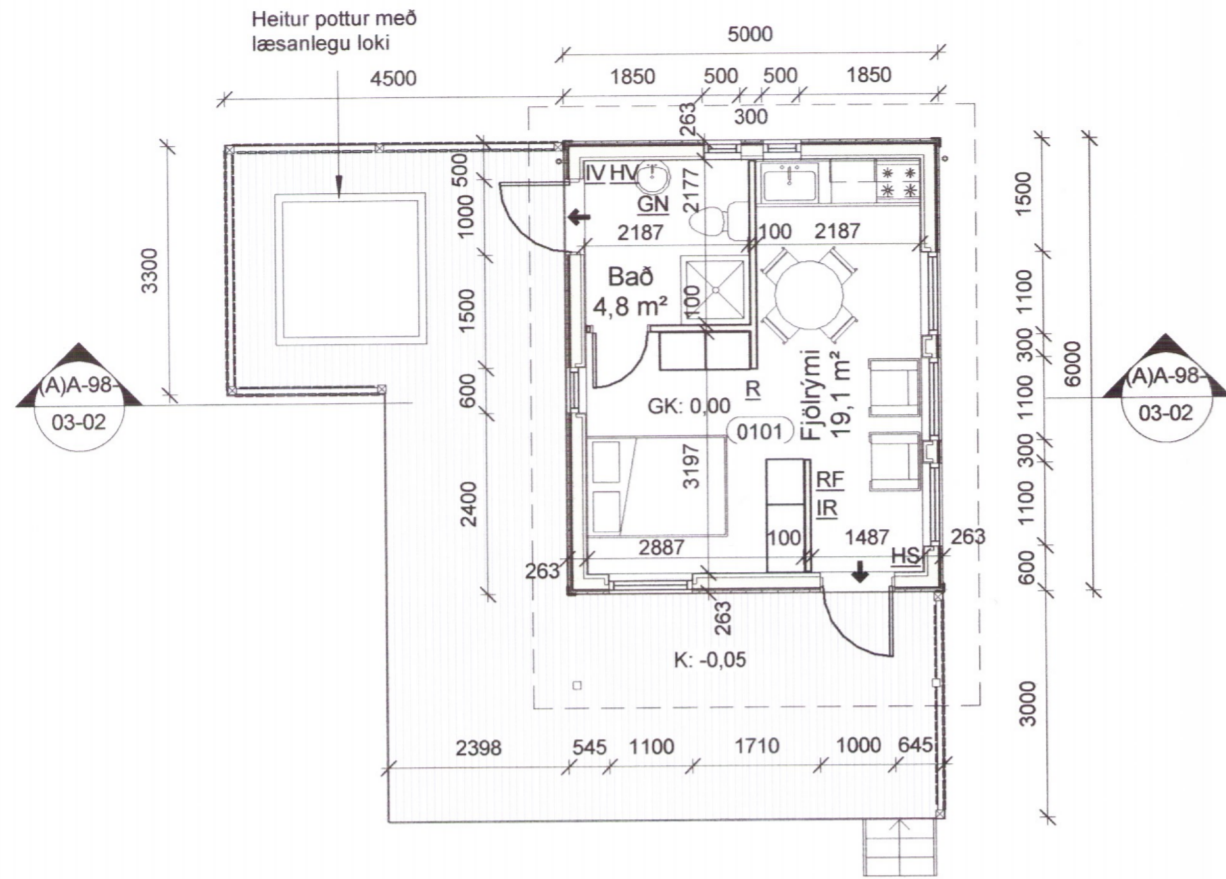 Heitur pottur með
læsanlegu loki
5000
4500
1850
500
500
1850
263
300
500
1000
1500
600
2400
3300
IV HV
GN
2177
2187
100
2187
Bað
4,8 m²
100
1500
1100
300
1100
300
1100
600
6000
3000
(A)A-98-
03-02
(A)A-98-
03-02
R
GK: 0,00
0101
Fjölrými
19,1 m²
3197
RF
IR
2887
100
1487
HS
263
263
263
K: -0,05
2398
545
1100
1710
1000
645